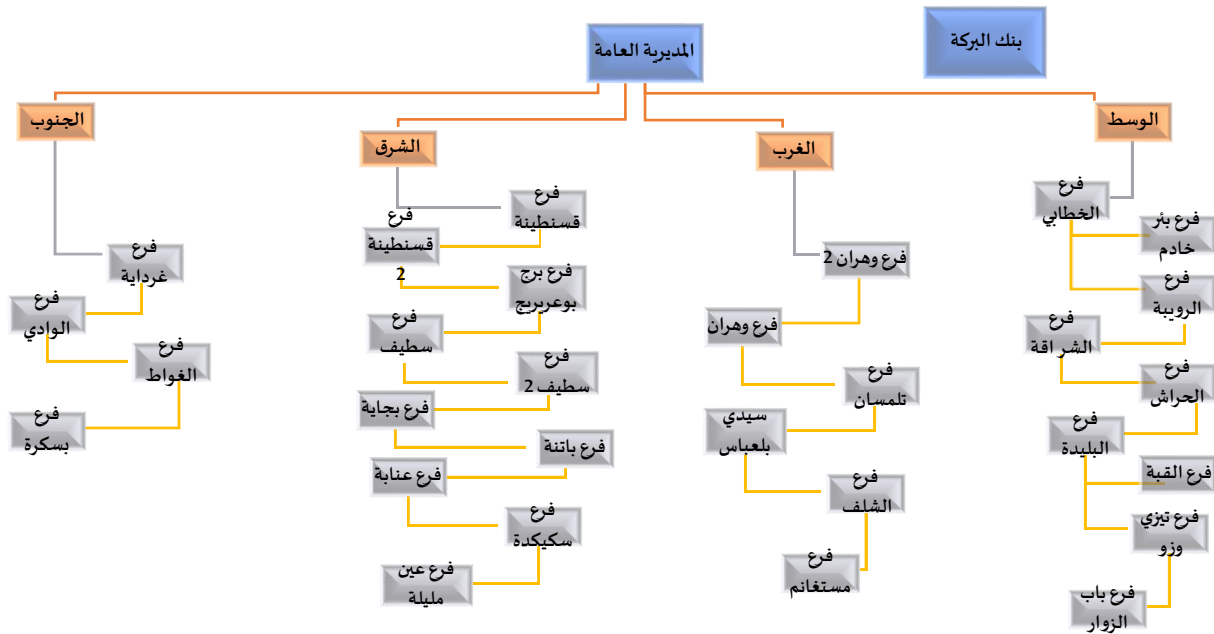 بنك البركة
المديرية العامة
الوسط
الغرب
الشرق
الجنوب
فرع
الخطابي
فرع بئر
خادم
فرع
الرويبة
فرع
الشراقة
فرع
الحراش
فرع
البليدة
فرع القبة
فرع تيزي
وزو
فرع باب
الزوار
فرع وهران 2
فرع وهران
فرع
تلمسان
سيدي
بلعباس
فرع
الشلف
فرع
مستغانم
فرع
قسنطينة
فرع
قسنطينة
2
فرع برج
بوعريريج
فرع
سطيف
فرع
سطيف 2
فرع بجاية
فرع باتنة
فرع عنابة
فرع
سكيكدة
فرع عين
مليلة
فرع
غرداية
فرع
الوادي
فرع
الغواط
فرع
بسكرة